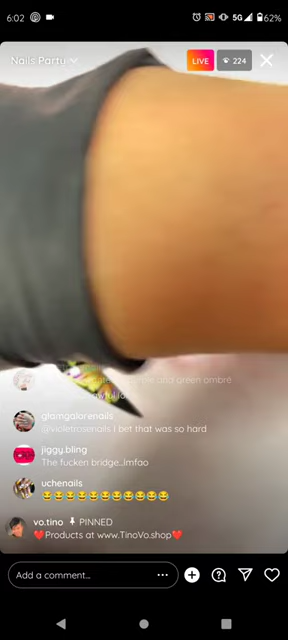 6:02
5G
62%
Nails Party
LIVE
224
and green ombré
glamgalorenails
@violetrosenails I bet that was so hard
jiggy.bling
The fucken bridge..lmfao
uchenails
😂😂😂😂😂😂😂😂😂😂😂
vo.tino 📌 PINNED
❤️Products at www.TinoVo.shop❤️
Add a comment...